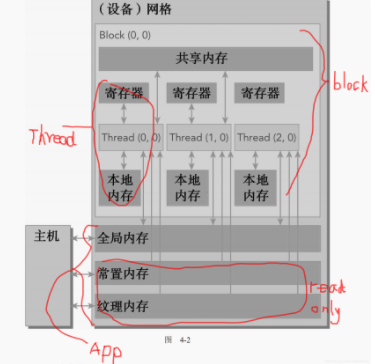 (设备)网格
Block (0, 0)
共享内存
block
寄存器 寄存器 寄存器
Thread
Thread (0, 0) Thread (1, 0) Thread (2, 0)
本地内存 本地内存 本地内存
主机
全局内存
常置内存
read only
纹理内存
App
图 4-2